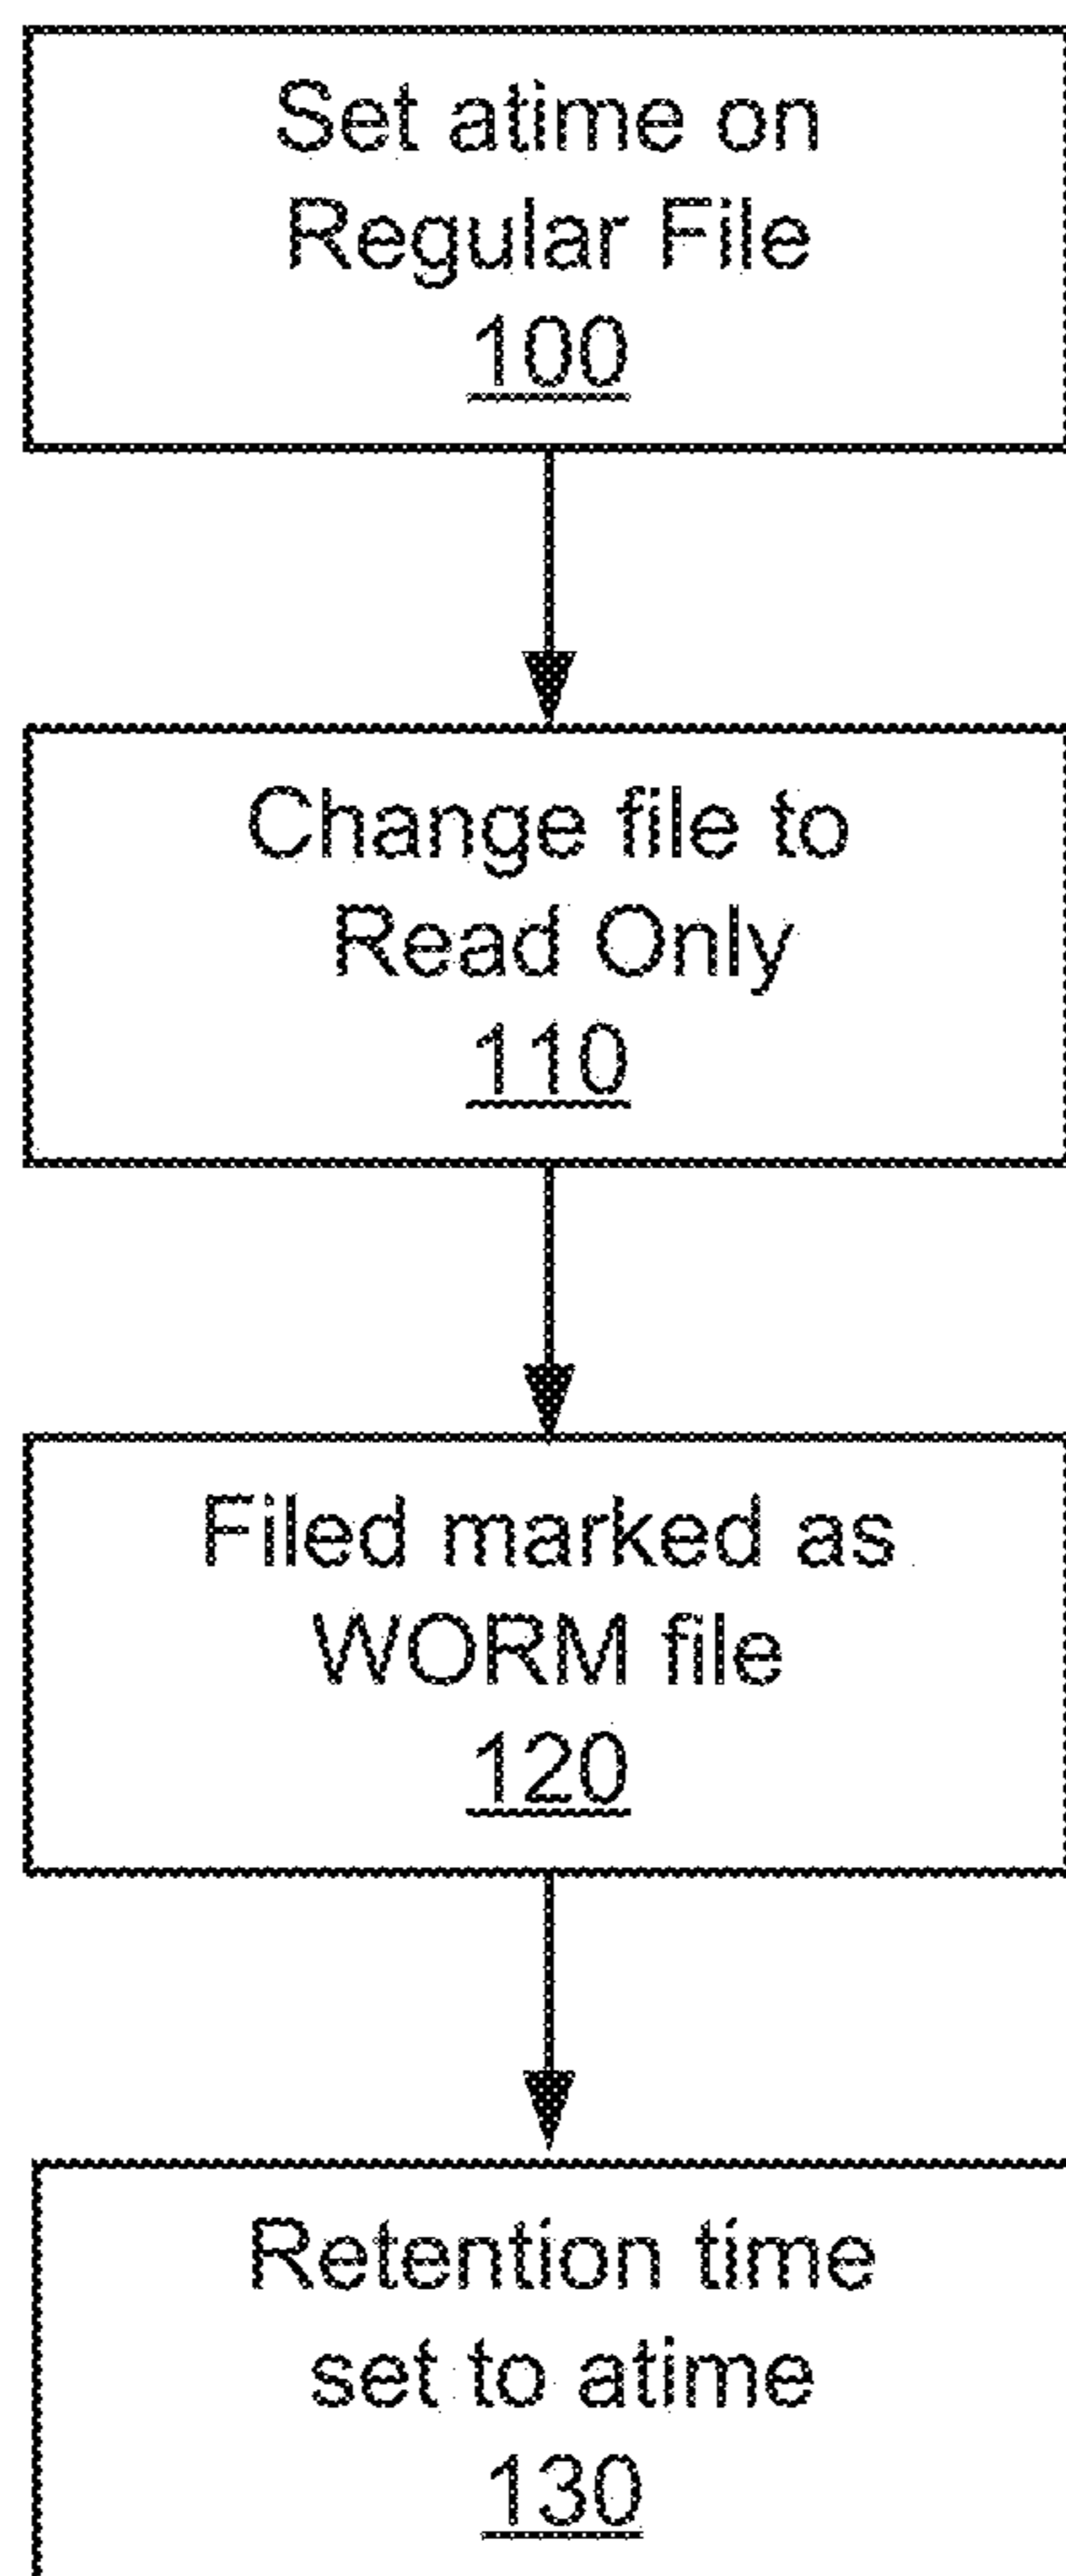 Set atime on
Regular File
100
Change file to
Read Only
110
Filed marked as
WORM file
120
Retention time
set to atime
130